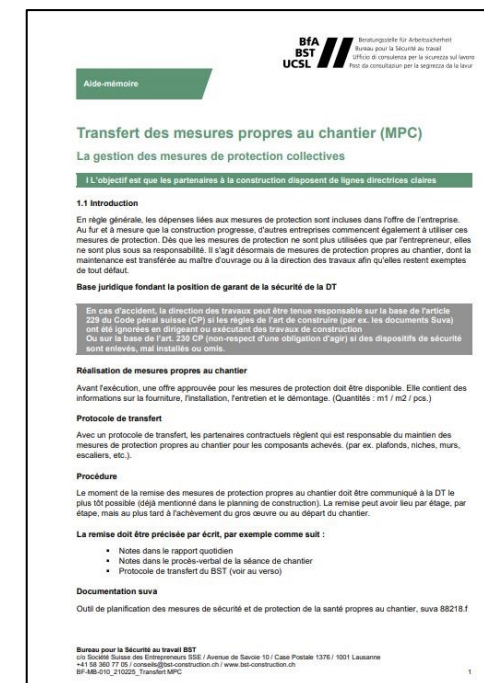 BfA
BST
UCSL
Beratungsstelle für Arbeitssicherheit
Bureau pour la Sécurité au travail
Ufficio di consulenza per la sicurezza sul lavoro
Post da consultaziun per la segirezza da la lavur
Aide-mémoire
Transfert des mesures propres au chantier (MPC)
La gestion des mesures de protection collectives
I L'objectif est que les partenaires à la construction disposent de lignes directrices claires
1.1 Introduction
En règle générale, les dépenses liées aux mesures de protection sont incluses dans l'offre de l'entreprise.
Au fur et à mesure que la construction progresse, d'autres entreprises commencent également à utiliser ces
mesures de protection. Dès que les mesures de protection ne sont plus utilisées que par l'entrepreneur, elles
ne sont plus sous sa responsabilité. Il s'agit désormais de mesures de protection propres au chantier, dont la
maintenance est transférée au maître d'ouvrage ou à la direction des travaux afin qu'elles restent exemptes
de tout défaut.
Base juridique fondant la position de garant de la sécurité de la DT
En cas d'accident, la direction des travaux peut être tenue responsable sur la base de l'article
229 du Code pénal suisse (CP) si les règles de l'art de construire (par ex. les documents Suva)
ont été ignorées en dirigeant ou exécutant des travaux de construction
Ou sur la base de l'art. 230 CP (non-respect d'une obligation d'agir) si des dispositifs de sécurité
sont enlevés, mal installés ou omis.
Réalisation de mesures propres au chantier
Avant l'exécution, une offre approuvée pour les mesures de protection doit être disponible. Elle contient des
informations sur la fourniture, l'installation, l'entretien et le démontage. (Quantités : m1 / m2 / pcs.)
Protocole de transfert
Avec un protocole de transfert, les partenaires contractuels règlent qui est responsable du maintien des
mesures de protection propres au chantier pour les composants achevés. (par ex. plafonds, niches, murs,
escaliers, etc.).
Procédure
Le moment de la remise des mesures de protection propres au chantier doit être communiqué à la DT le
plus tôt possible (déjà mentionné dans le planning de construction). La remise peut avoir lieu par étage, par
étape, mais au plus tard à l'achèvement du gros œuvre ou au départ du chantier.
La remise doit être précisée par écrit, par exemple comme suit :
▪ Notes dans le rapport quotidien
▪ Notes dans le procès-verbal de la séance de chantier
▪ Protocole de transfert du BST (voir au verso)
Documentation suva
Outil de planification des mesures de sécurité et de protection de la santé propres au chantier, suva 88218.f
Bureau pour la Sécurité au travail BST
c/o Société Suisse des Entrepreneurs SSE / Avenue de Savoie 10 / Case Postale 1376 / 1001 Lausanne
+41 58 360 77 05 / conseils@bst-construction.ch / www.bst-construction.ch
BF-MB-010_210225_Transfert MPC 1